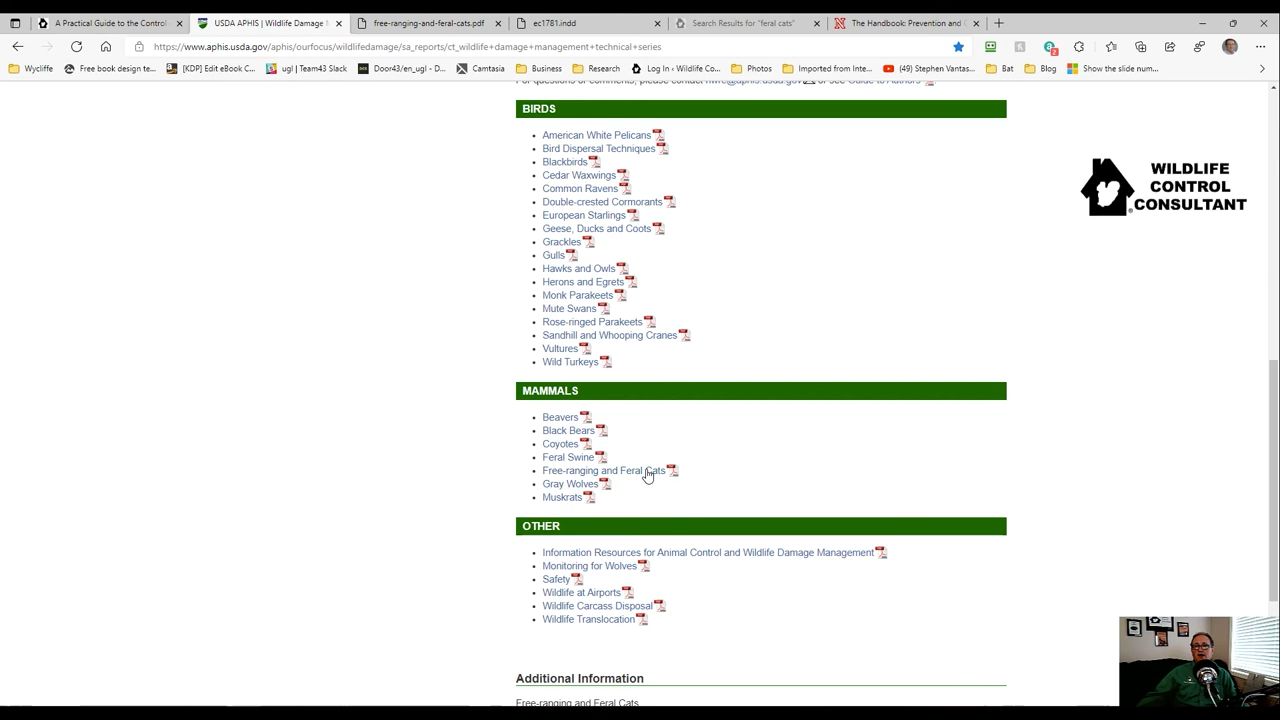 A Practical Guide to the Control
USDA APHIS | Wildlife Damage M
free-ranging-and-feral-cats.pdf
ec1781.indd
Search Results for "feral cats"
The Handbook: Prevention and C
https://www.aphis.usda.gov/aphis/ourfocus/wildlifedamage/sa_reports/ct_wildlife+damage+management+technical+series
2
Wycliffe
Free book design te...
[KDP] Edit eBook C...
ugl | Team43 Slack
Door43/en_ugl - D...
Camtasia
Business
Research
Log In ‹ Wildlife Co...
Photos
Imported from Inte...
(49) Stephen Vantas...
Bat
Blog
Show the slide num...
BIRDS
American White Pelicans
Bird Dispersal Techniques
Blackbirds
Cedar Waxwings
Common Ravens
Double-crested Cormorants
European Starlings
Geese, Ducks and Coots
Grackles
Gulls
Hawks and Owls
Herons and Egrets
Monk Parakeets
Mute Swans
Rose-ringed Parakeets
Sandhill and Whooping Cranes
Vultures
Wild Turkeys
WILDLIFE
CONTROL
CONSULTANT
MAMMALS
Beavers
Black Bears
Coyotes
Feral Swine
Free-ranging and Feral Cats
Gray Wolves
Muskrats
OTHER
Information Resources for Animal Control and Wildlife Damage Management
Monitoring for Wolves
Safety
Wildlife at Airports
Wildlife Carcass Disposal
Wildlife Translocation
Additional Information
Free-ranging and Feral Cats